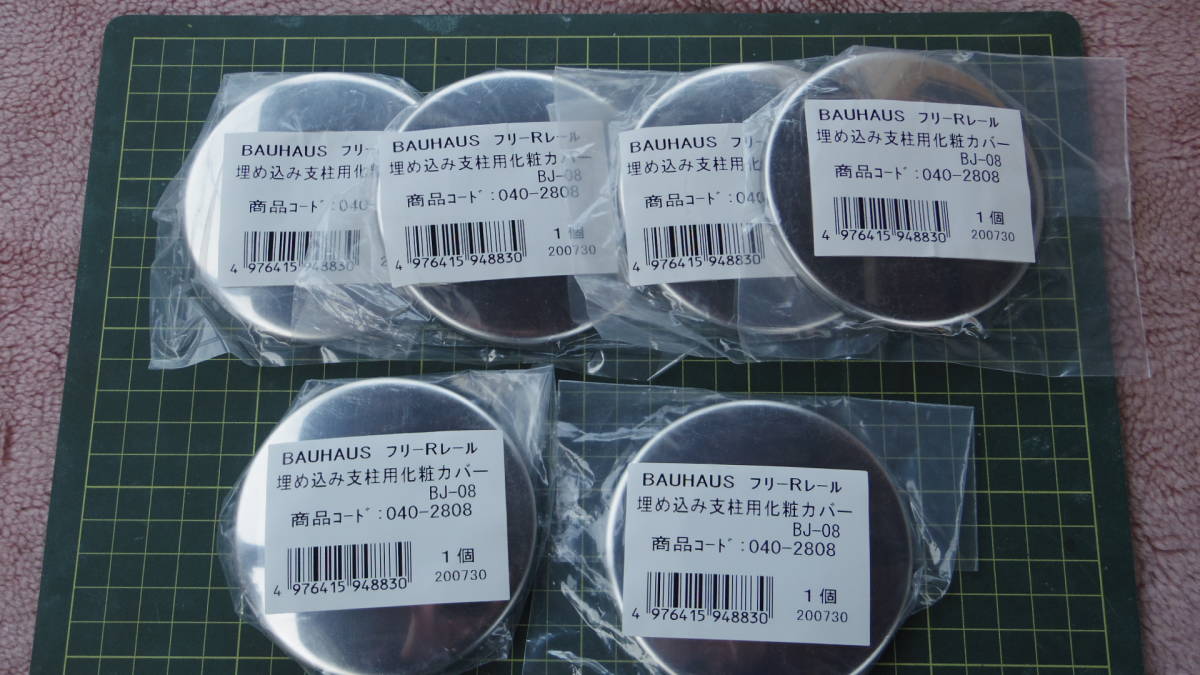 BAUHAUS フリー
埋め込み支柱用化粧
商品コード:040-
4 976415 948830
2
BAUHAUS フリーRレール
埋め込み支柱用化粧カバー
BJ-08
商品コード:040-2808
1個
4 976415 948830
200730
BAUHAUS フリー
埋め込み支柱用化
商品コード:040
4 976415 948830
BAUHAUS フリーRレール
埋め込み支柱用化粧カバー
BJ-08
商品コード:040-2808
1個
4 976415 948830
200730
BAUHAUS フリーRレール
埋め込み支柱用化粧カバー
BJ-08
商品コード:040-2808
1個
4 976415 948830
200730
BAUHAUS フリーRレール
埋め込み支柱用化粧カバー
BJ-08
商品コード:040-2808
1個
4 976415 948830
200730